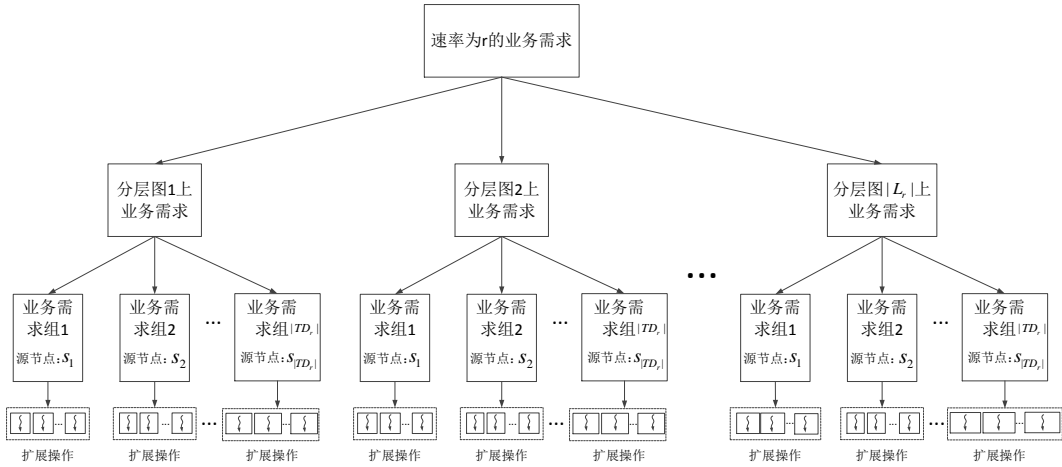 速率为r的业务需求
分层图1上
业务需求
分层图2上
业务需求
分层图|L_r|上
业务需求
...
业务需
求组1
源节点:s_1
业务需
求组2
源节点:s_2
...
业务需
求组|TD_r|
源节点:s_{|TD_r|}
业务需
求组1
源节点:s_1
业务需
求组2
源节点:s_2
...
业务需
求组|TD_r|
源节点:s_{|TD_r|}
业务需
求组1
源节点:s_1
业务需
求组2
源节点:s_2
...
业务需
求组|TD_r|
源节点:s_{|TD_r|}
...
...
...
...
...
...
...
...
...
...
...
...
扩展操作
扩展操作
扩展操作
扩展操作
扩展操作
扩展操作
扩展操作
扩展操作
扩展操作